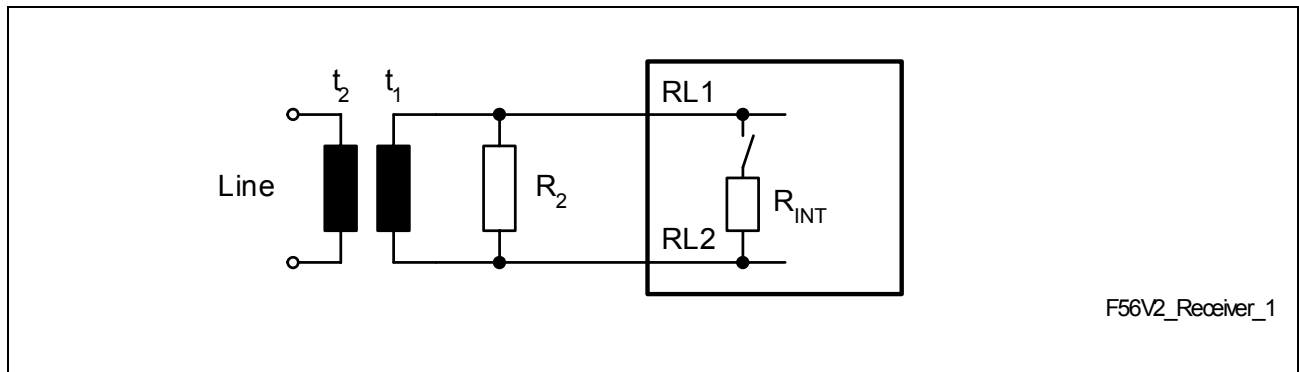 t2 t1
RL1
Line
R2
RINT
RL2
F56V2_Receiver_1